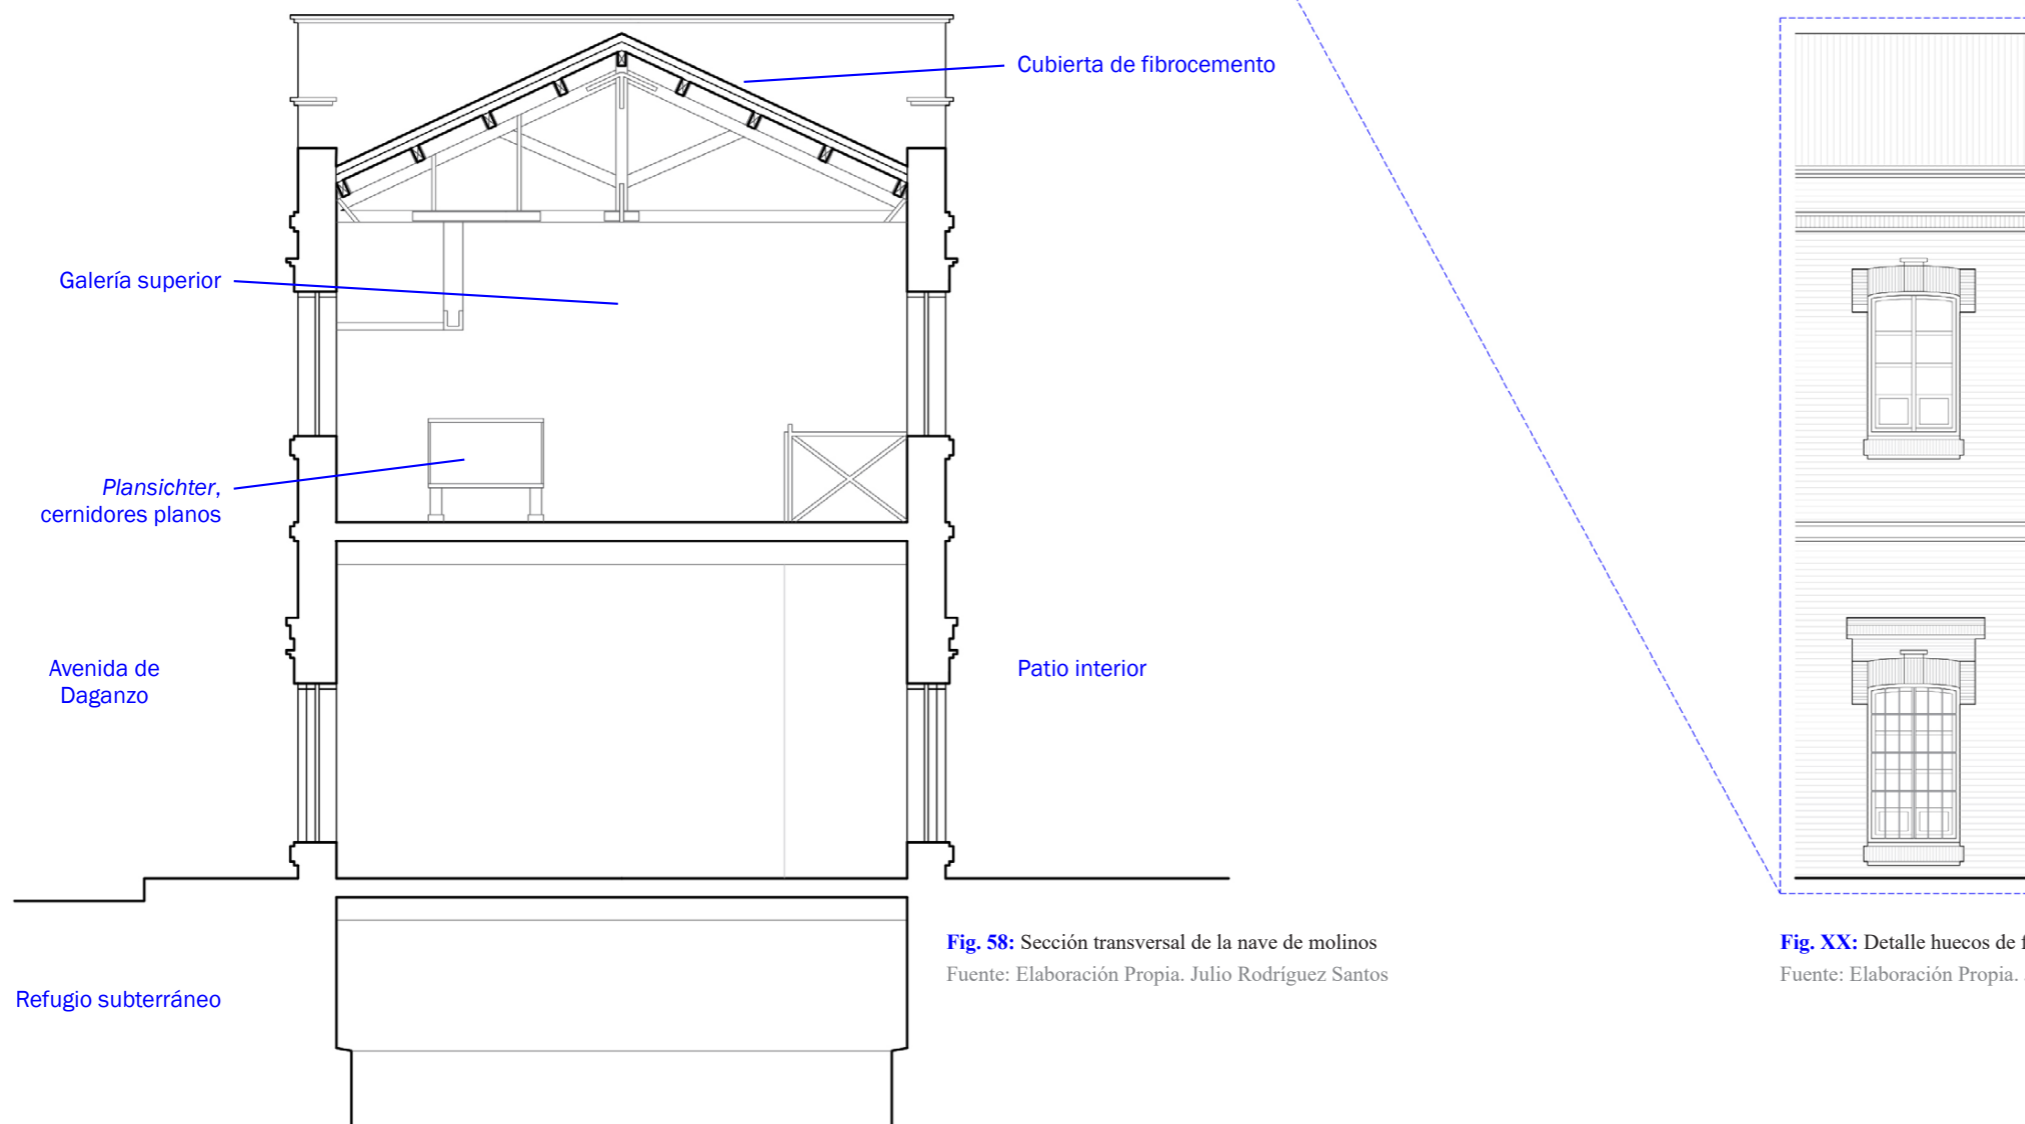 Cubierta de fibrocemento
Galería superior
Plansichter,
cernidores planos
Avenida de
Daganzo
Patio interior
Refugio subterráneo
Fig. 58: Sección transversal de la nave de molinos
Fuente: Elaboración Propia. Julio Rodríguez Santos
Fig. XX: Detalle huecos de
Fuente: Elaboración Propia.